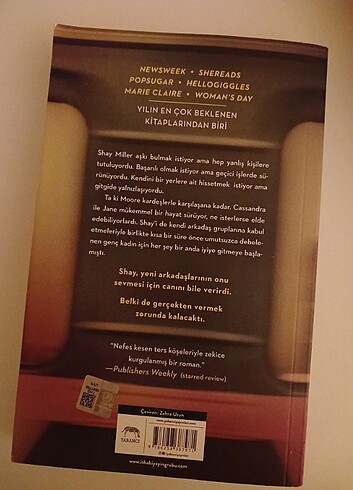 NEWSWEEK • SHEREADS
POPSUGAR • HELLOGIGGLES
MARIE CLAIRE • WOMAN'S DAY
YILIN EN ÇOK BEKLENEN
KİTAPLARINDAN BİRİ
Shay Miller aşkı bulmak istiyor ama hep yanlış kişilere
tutuluyordu. Başarılı olmak istiyor ama geçici işlerde sü-
rünüyordu. Kendini bir yerlere ait hissetmek istiyor ama
gitgide yalnızlaşıyordu.
Ta ki Moore kardeşlerle karşılaşana kadar. Cassandra
ile Jane mükemmel bir hayat sürüyor, ne isterlerse elde
edebiliyorlardı. Shay'i de kendi arkadaş gruplarına kabul
etmeleriyle birlikte kısa bir süre önce umutsuzca debele-
nen genç kadın için her şey bir anda iyiye gitmeye başla-
mıştı.
Shay, yeni arkadaşlarının onu
sevmesi için canını bile verirdi.
Belki de gerçekten vermek
zorunda kalacaktı.
"Nefes kesen ters köşeleriyle zekice
kurgulanmış bir roman."
—Publishers Weekly (starred review)
Çeviren: Zehra Uzun
YABANCI
www.ithakiyayingrubu.com